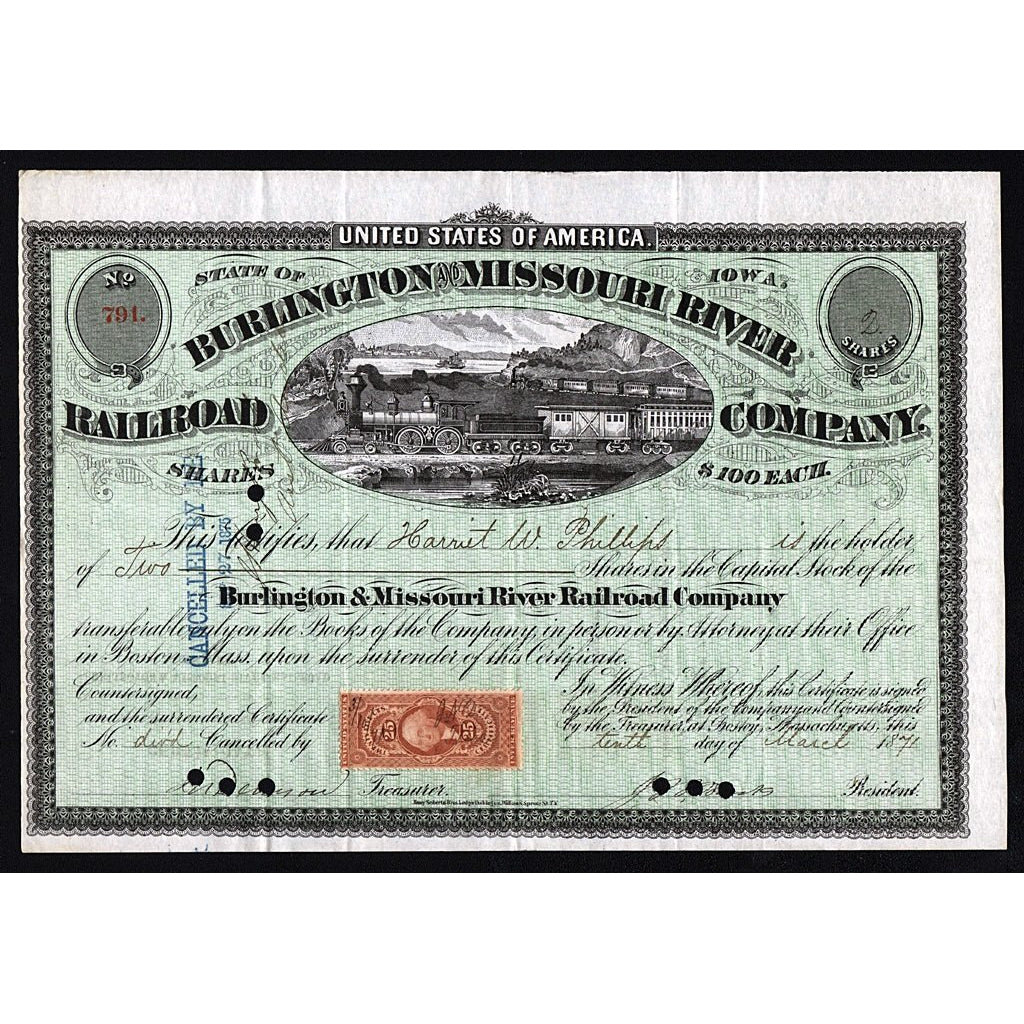 UNITED STATES OF AMERICA.
No 791.
STATE OF IOWA.
2 SHARES
BURLINGTON AND MISSOURI RIVER
RAILROAD COMPANY.
SHARES $100 EACH.
CANCELLED BY
27 1875
This Certifies, that Harriet W. Phillips is the holder
of Two Shares in the Capital Stock of the
Burlington & Missouri River Railroad Company
transferable only on the Books of the Company, in person or by Attorney at their Office
in Boston Mass. upon the surrender of this Certificate.
Countersigned,
and the surrendered Certificate
No. divd Cancelled by
Treasurer.
In Witness Whereof, this Certificate is signed
by the President of the Company and Countersigned
by the Treasurer at Boston, Massachusetts, this
tenth day of March 1871
President.
25 25